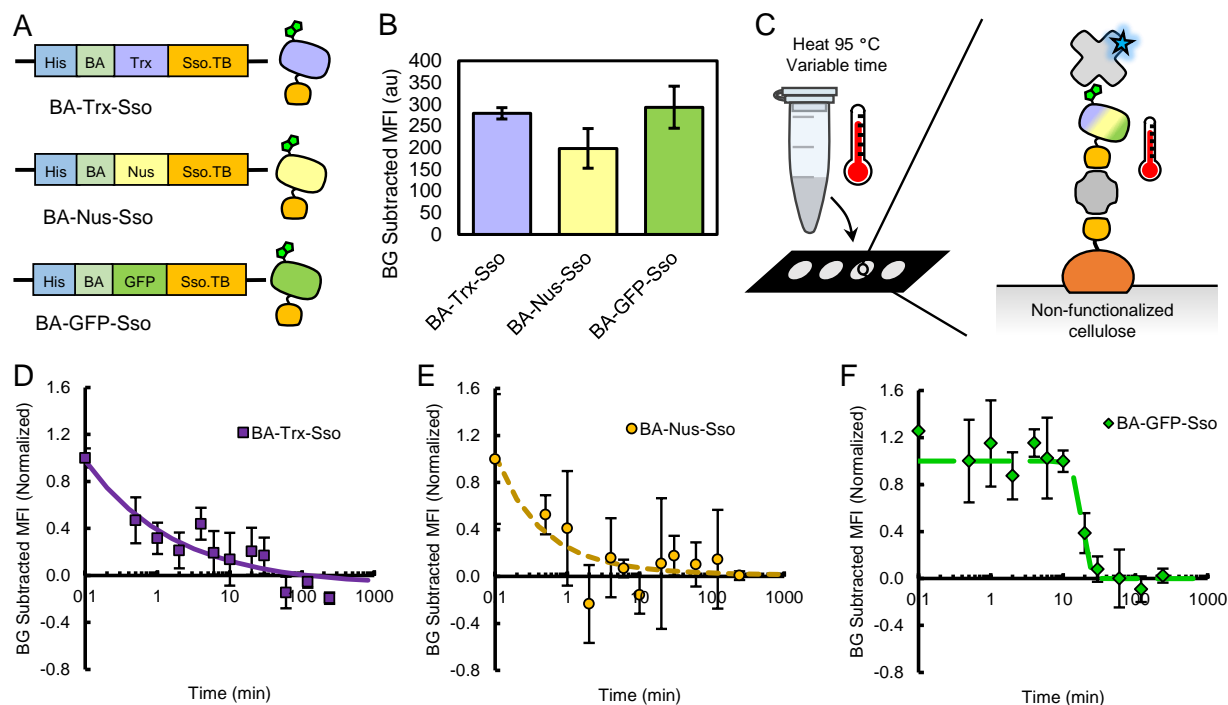 A
His BA Trx Sso.TB
BA-Trx-Sso
His BA Nus Sso.TB
BA-Nus-Sso
His BA GFP Sso.TB
BA-GFP-Sso
B
BG Subtracted MFI (au)
400
350
300
250
200
150
100
50
0
BA-Trx-Sso
BA-Nus-Sso
BA-GFP-Sso
C
Heat 95 °C
Variable time
Non-functionalized
cellulose
D
BG Subtracted MFI (Normalized)
1.6
1.2
0.8
0.4
0.0
-0.4
-0.8
BA-Trx-Sso
0.1 1 10 100 1000
Time (min)
E
BG Subtracted MFI (Normalized)
1.6
1.2
0.8
0.4
0.0
-0.4
-0.8
BA-Nus-Sso
0.1 1 10 100 1000
Time (min)
F
BG Subtracted MFI (Normalized)
1.6
1.2
0.8
0.4
0.0
-0.4
-0.8
BA-GFP-Sso
0.1 1 10 100 1000
Time (min)